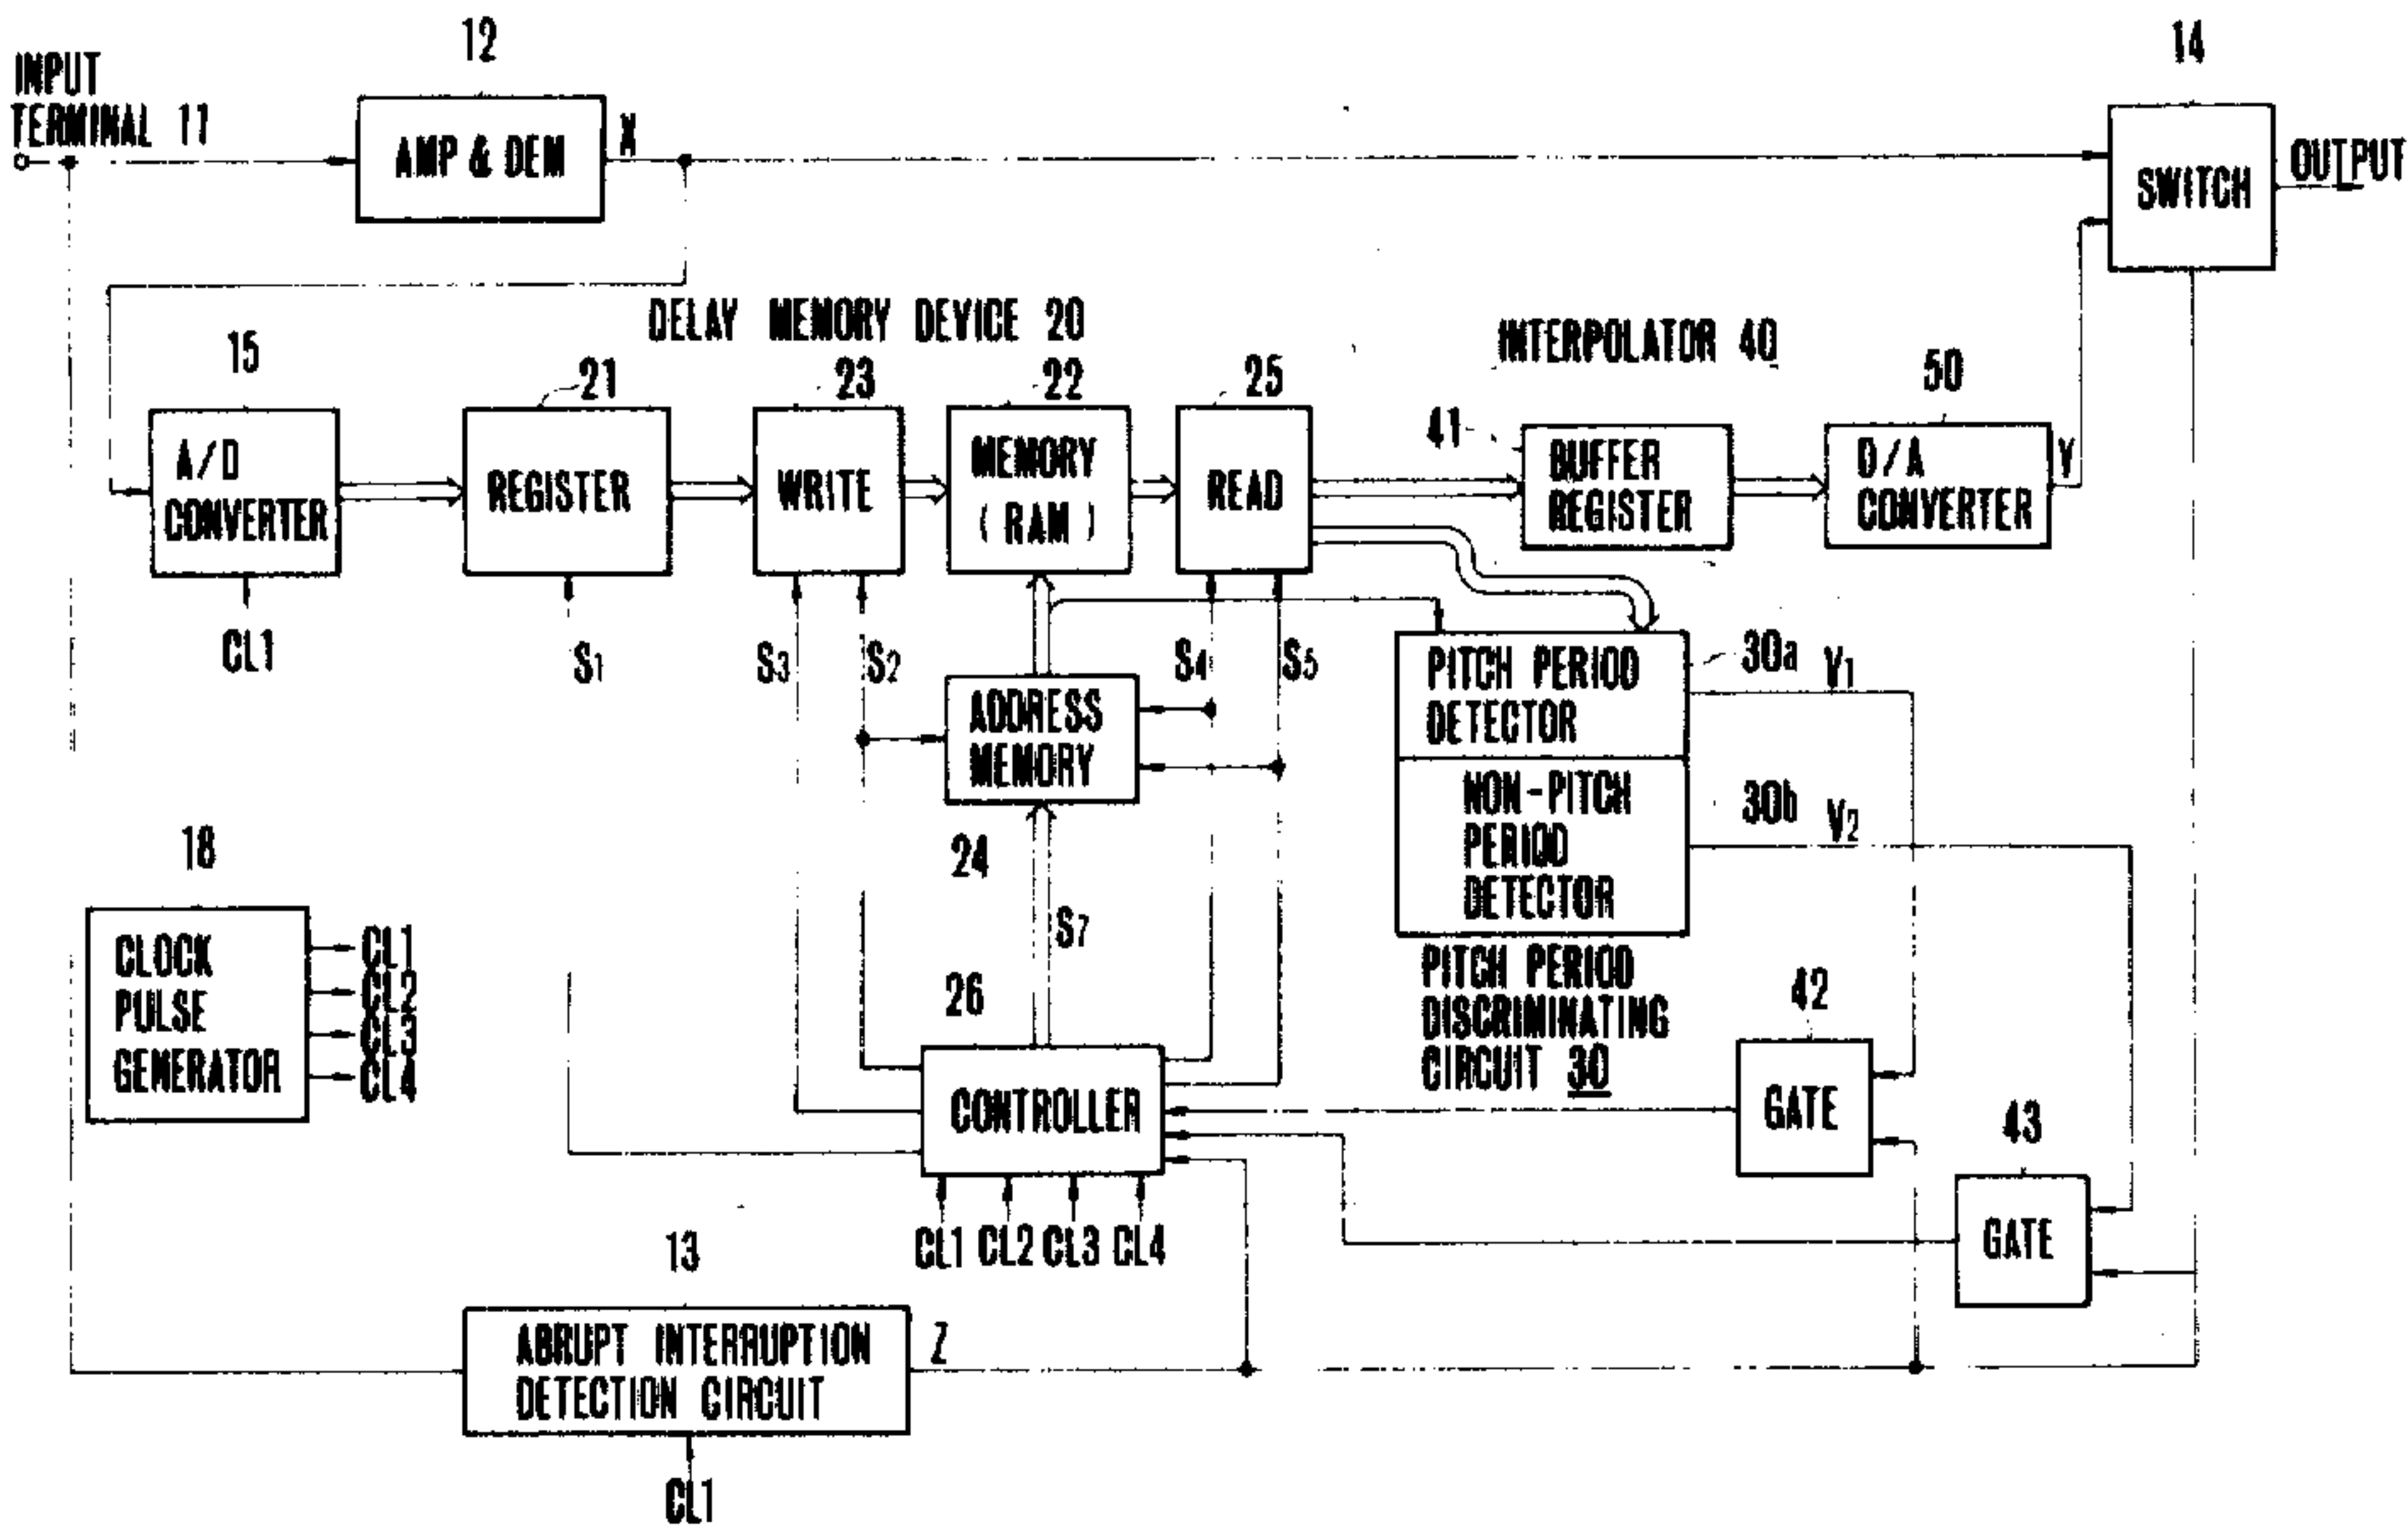 12
14
INPUT
TERMINAL 11
AMP & DEM
X
SWITCH
OUTPUT
DELAY MEMORY DEVICE 20
INTERPOLATOR 40
15
21
23
22
25
41
50
A/D
CONVERTER
REGISTER
WRITE
MEMORY
(RAM)
READ
BUFFER
REGISTER
D/A
CONVERTER
Y
CL1
S1
S3
S2
S4
S5
ADDRESS
MEMORY
24
PITCH PERIOD
DETECTOR
30a
V1
NON-PITCH
PERIOD
DETECTOR
30b
V2
PITCH PERIOD
DISCRIMINATING
CIRCUIT 30
18
CLOCK
PULSE
GENERATOR
CL1
CL2
CL3
CL4
S7
26
CONTROLLER
CL1 CL2 CL3 CL4
42
GATE
43
GATE
13
ABRUPT INTERRUPTION
DETECTION CIRCUIT
Z
CL1